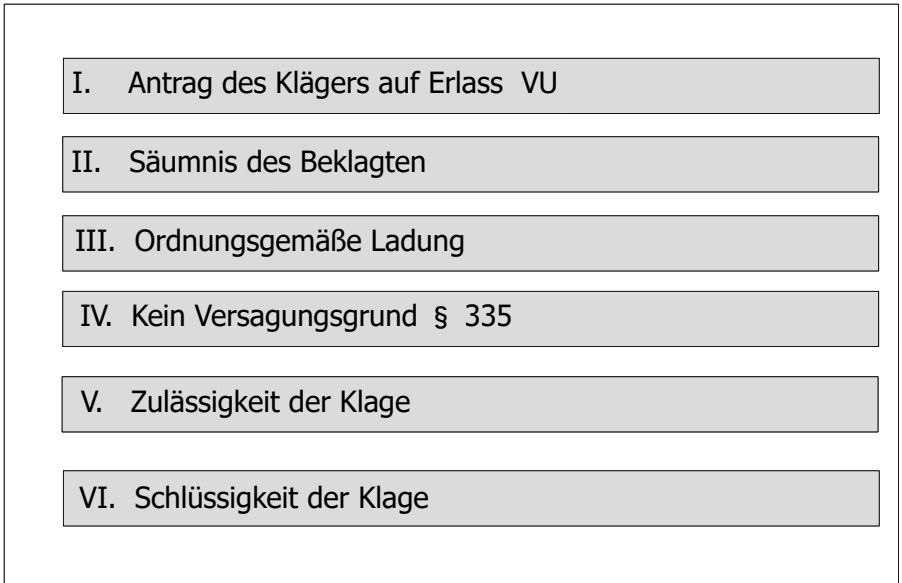 I. Antrag des Klägers auf Erlass VU
II. Säumnis des Beklagten
III. Ordnungsgemäße Ladung
IV. Kein Versagungsgrund § 335
V. Zulässigkeit der Klage
VI. Schlüssigkeit der Klage